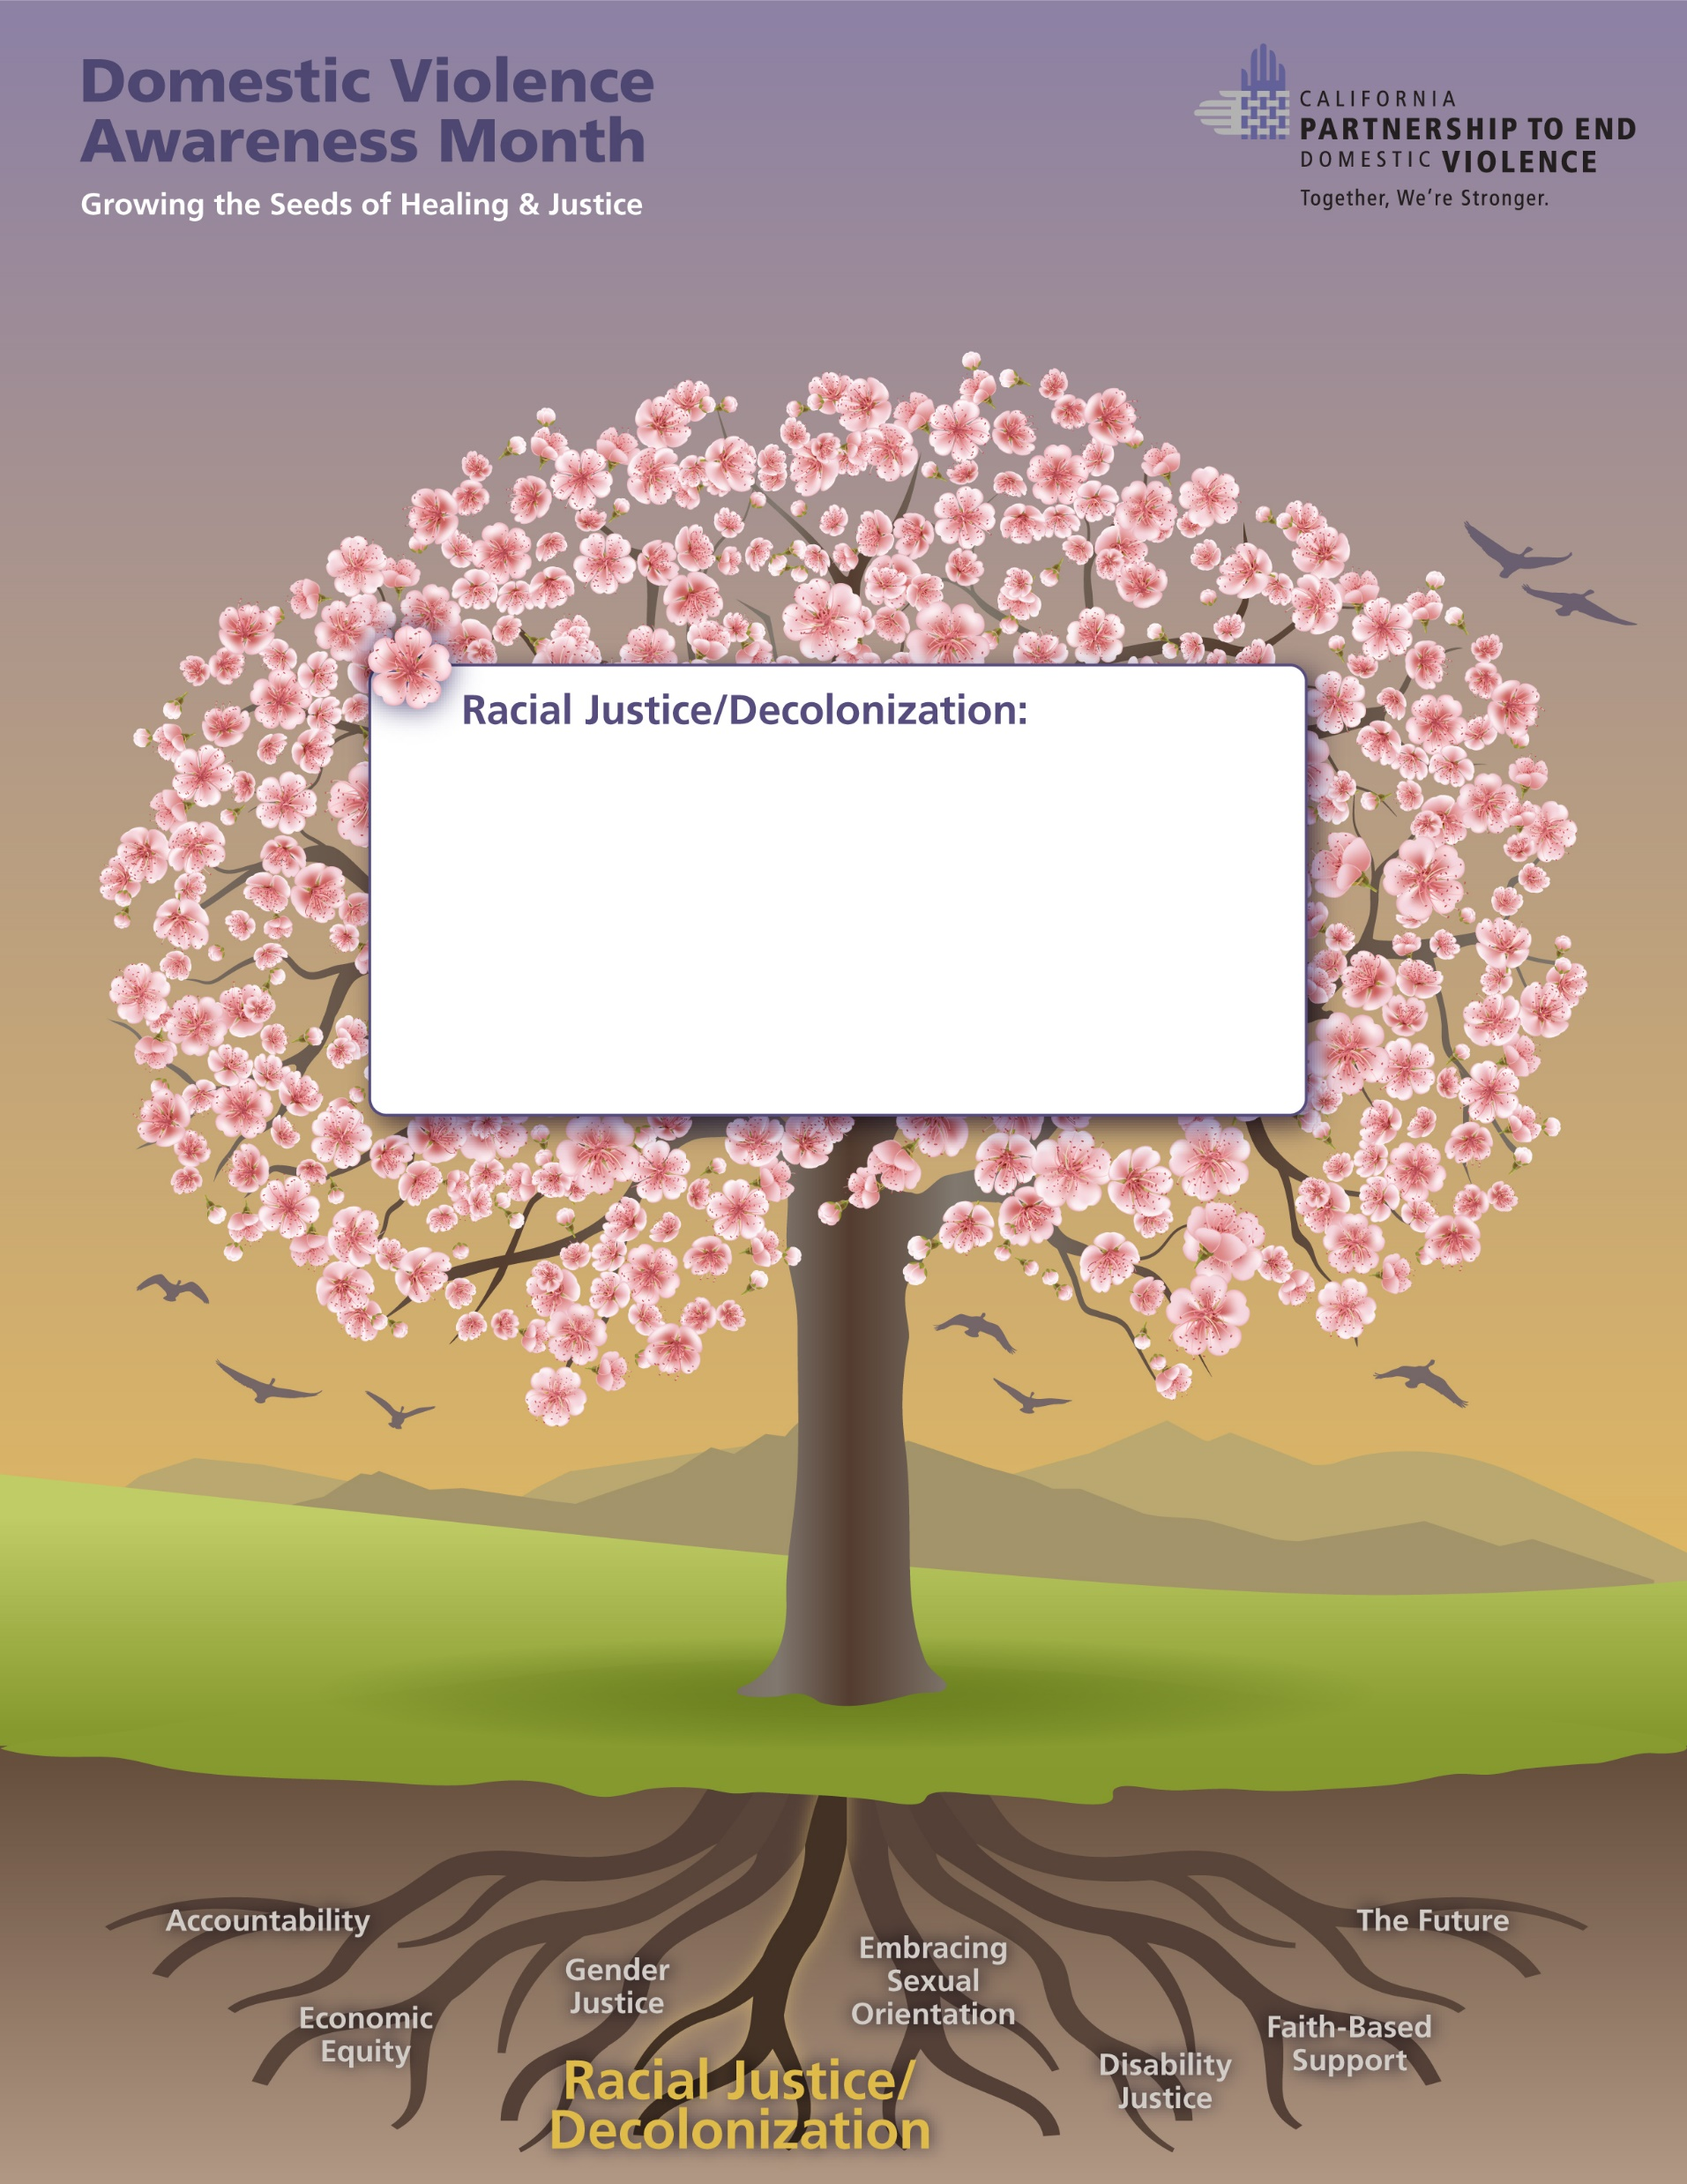 Domestic Violence
Awareness Month
Growing the Seeds of Healing & Justice
CALIFORNIA
PARTNERSHIP TO END
DOMESTIC VIOLENCE
Together, We're Stronger.
Racial Justice/Decolonization:
Accountability
Economic
Equity
Gender
Justice
Racial Justice/
Decolonization
Embracing
Sexual
Orientation
Disability
Justice
Faith-Based
Support
The Future